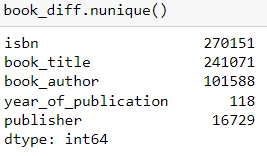 book_diff.nunique()
isbn 270151
book_title 241071
book_author 101588
year_of_publication 118
publisher 16729
dtype: int64